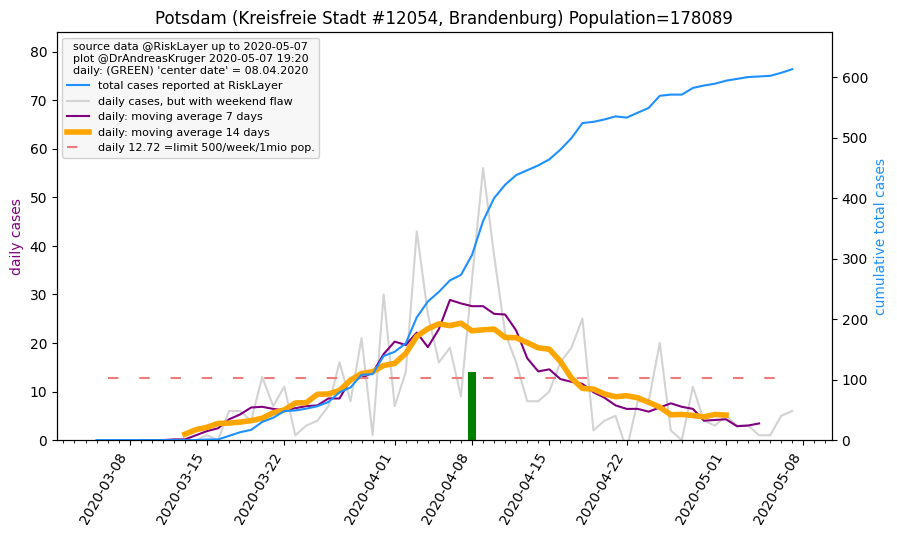 Potsdam (Kreisfreie Stadt #12054, Brandenburg) Population=178089
source data @RiskLayer up to 2020-05-07
plot @DrAndreasKruger 2020-05-07 19:20
daily: (GREEN) 'center date' = 08.04.2020
total cases reported at RiskLayer
daily cases, but with weekend flaw
daily: moving average 7 days
daily: moving average 14 days
daily 12.72 =limit 500/week/1mio pop.
daily cases
80
70
60
50
40
30
20
10
0
cumulative total cases
600
500
400
300
200
100
0
2020-03-08
2020-03-15
2020-03-22
2020-04-01
2020-04-08
2020-04-15
2020-04-22
2020-05-01
2020-05-08